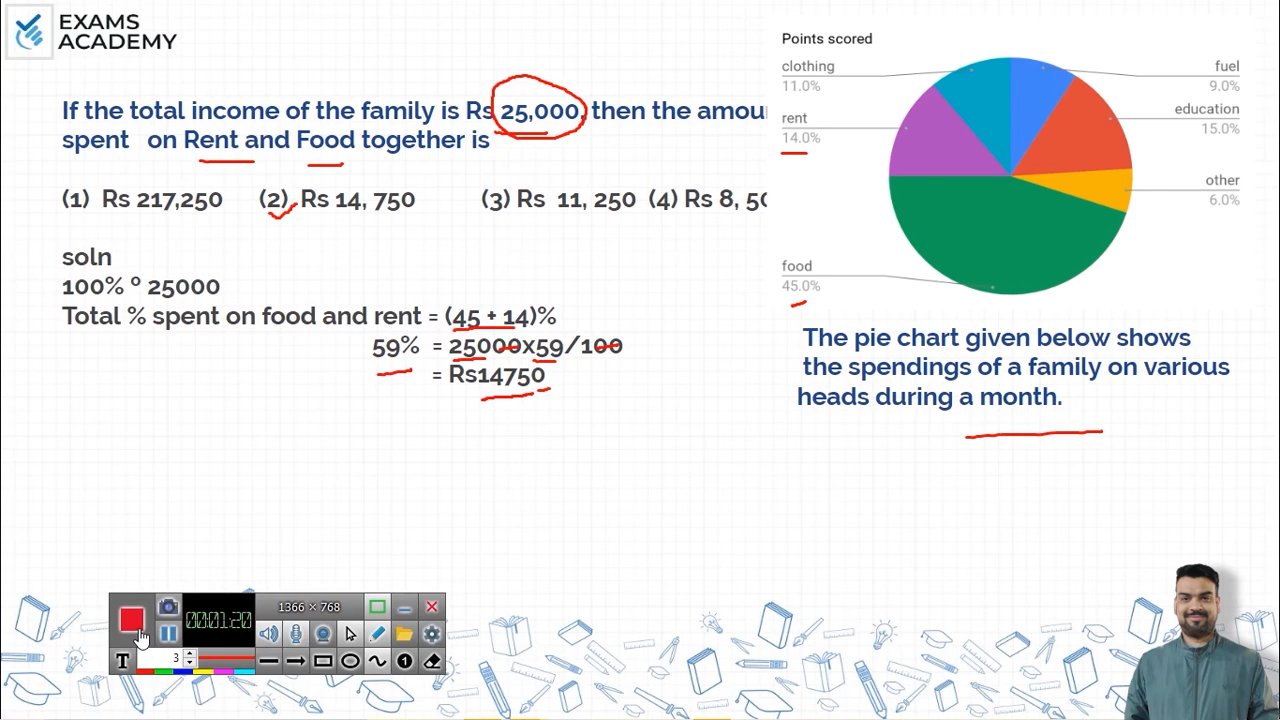 EXAMS
ACADEMY
If the total income of the family is Rs 25,000, then the
spent on Rent and Food together is
(1) Rs 217,250 (2) Rs 14, 750 (3) Rs 11, 250 (4) Rs 8,
soln
100% º 25000
Total % spent on food and rent = (45 + 14)%
59% = 25000x59/100
= Rs14750
Points scored
clothing
11.0%
rent
14.0%
food
45.0%
fuel
9.0%
education
15.0%
other
6.0%
The pie chart given below shows
the spendings of a family on various
heads during a month.
00:01:20
1366 × 768
T
3
1